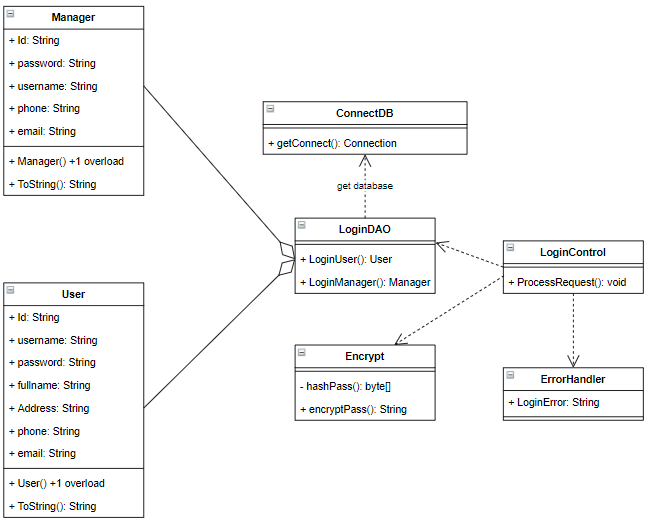 Manager
+ Id: String
+ password: String
+ username: String
+ phone: String
+ email: String
+ Manager() +1 overload
+ ToString(): String
ConnectDB
+ getConnect(): Connection
get database
LoginDAO
+ LoginUser(): User
+ LoginManager(): Manager
LoginControl
+ ProcessRequest(): void
User
+ Id: String
+ username: String
+ password: String
+ fullname: String
+ Address: String
+ phone: String
+ email: String
+ User() +1 overload
+ ToString(): String
Encrypt
- hashPass(): byte[]
+ encryptPass(): String
ErrorHandler
+ LoginError: String